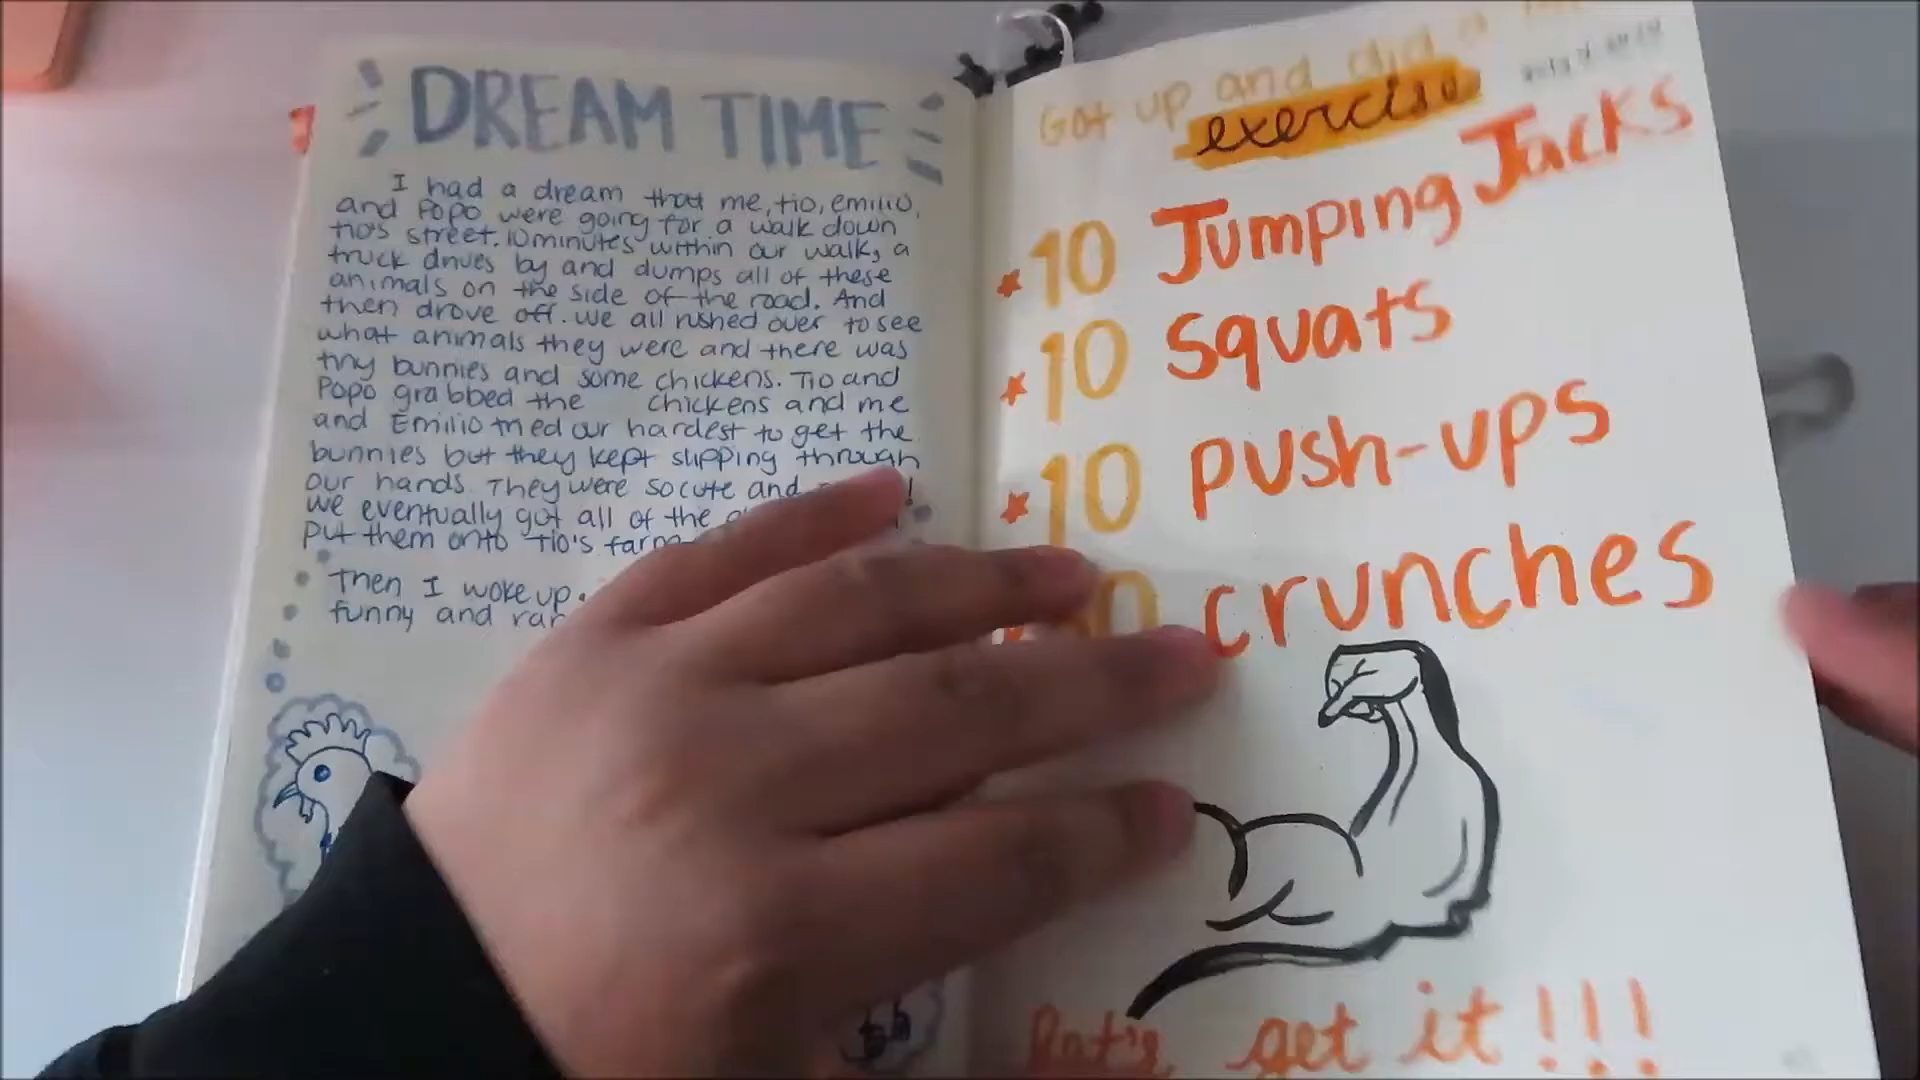 DREAM TIME
I had a dream that me, tio, emilio,
and Popo were going for a walk down
tio's street. 10minutes within our walk, a
truck drives by and dumps all of these
animals on the side of the road. And
then drove off. we all rushed over to see
what animals they were and there was
tiny bunnies and some chickens. Tio and
Popo grabbed the chickens and me
and Emilio tried our hardest to get the
bunnies but they kept slipping through
our hands. They were so cute and
we eventually got all of the
put them onto Tio's farm
Then I woke up.
funny and
Got up and did a
exercise
10 Jumping Jacks
10 squats
10 push-ups
crunches
get it!!!